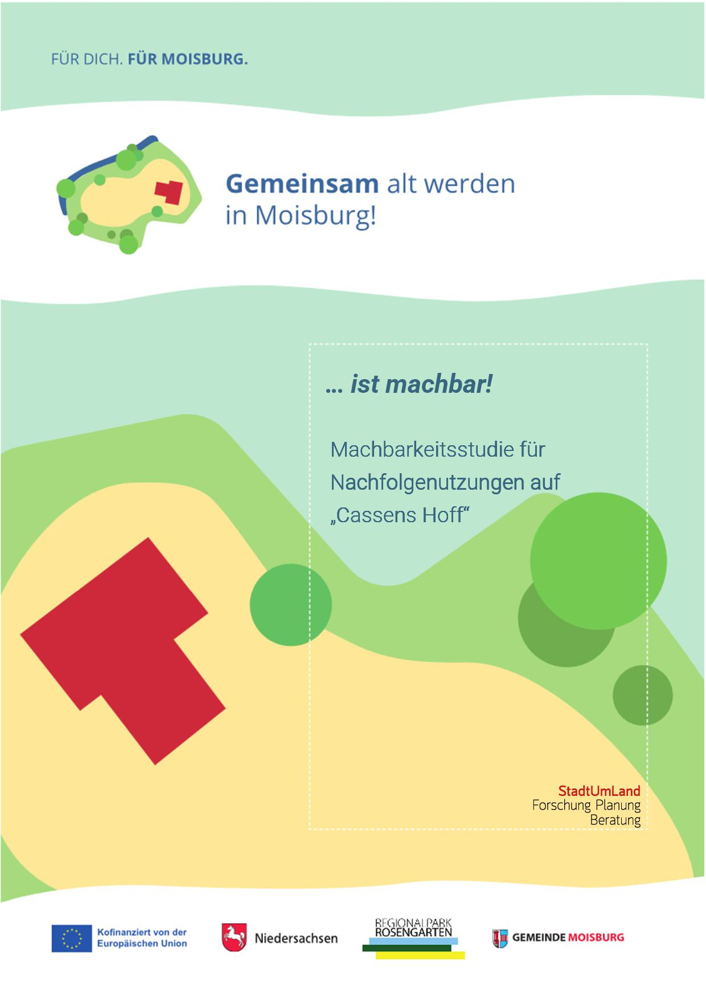 FÜR DICH. FÜR MOISBURG.
Gemeinsam alt werden
in Moisburg!
... ist machbar!
Machbarkeitsstudie für
Nachfolgenutzungen auf
„Cassens Hoff“
StadtUmLand
Forschung Planung
Beratung
Kofinanziert von der
Europäischen Union
Niedersachsen
REGIONALPARK
ROSENGARTEN
GEMEINDE MOISBURG